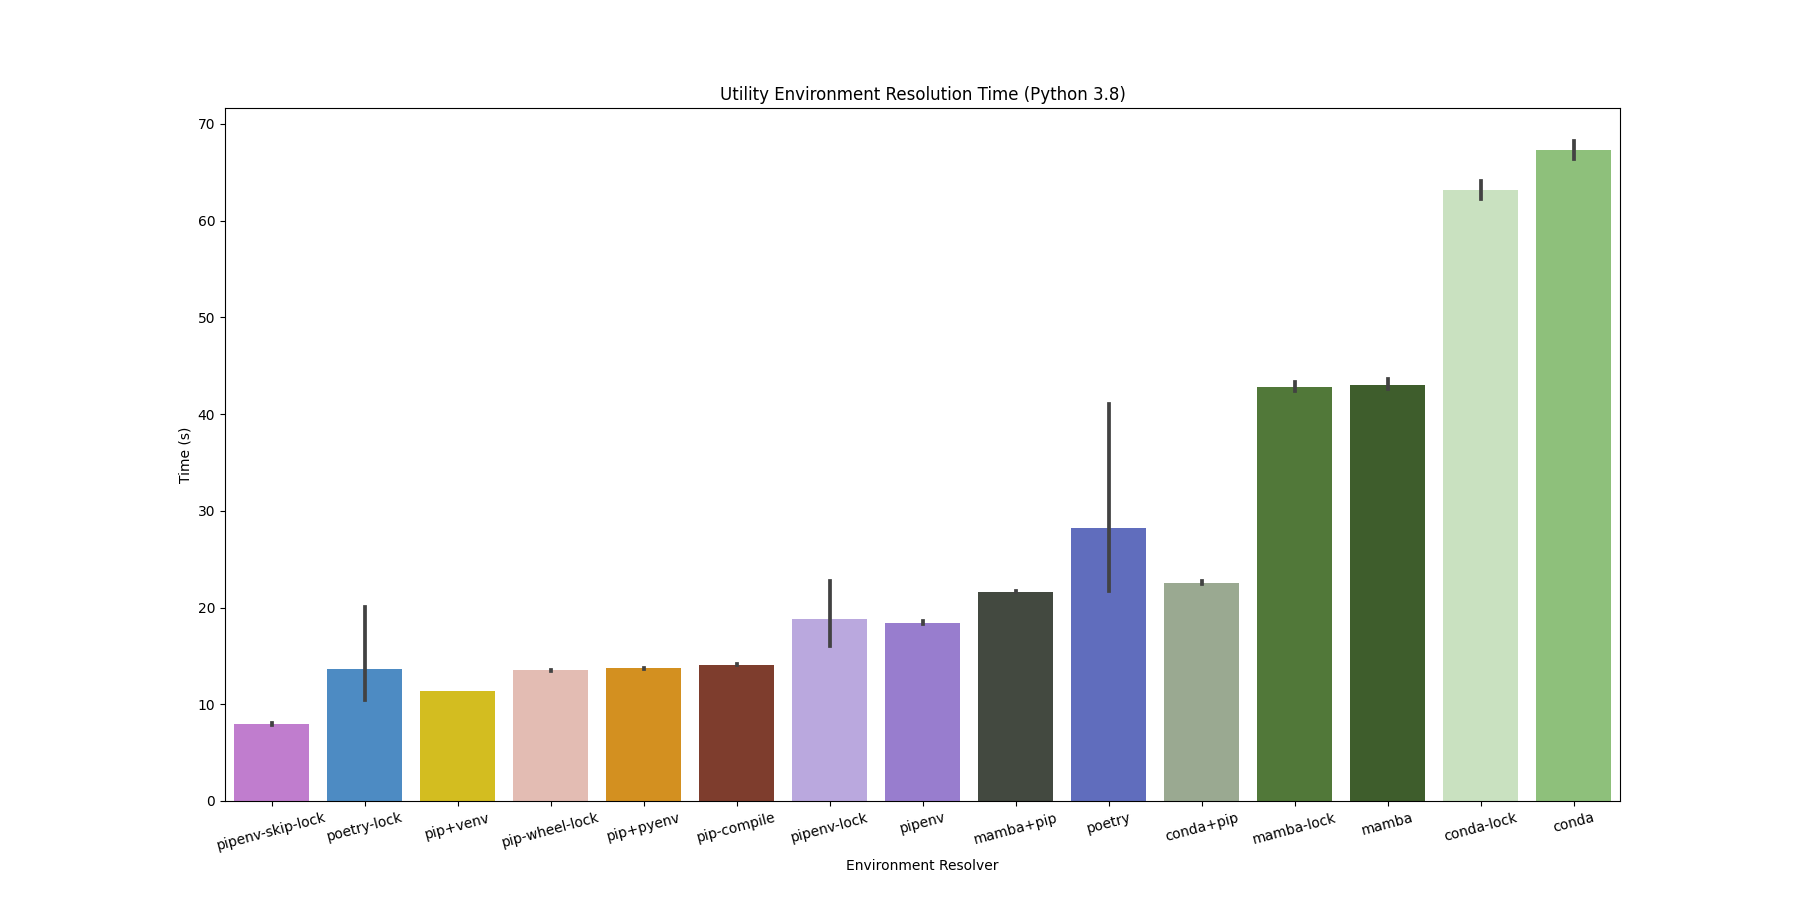 Utility Environment Resolution Time (Python 3.8)
70
60
50
40
30
20
10
0
Time (s)
pipenv-skip-lock
poetry-lock
pip+venv
pip-wheel-lock
pip+pyenv
pip-compile
pipenv-lock
pipenv
mamba+pip
poetry
conda+pip
mamba-lock
mamba
conda-lock
conda
Environment Resolver